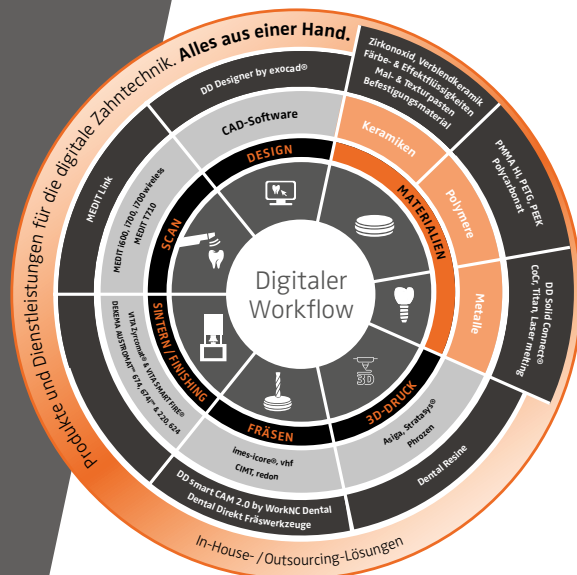 Produkte und Dienstleistungen für die digitale Zahntechnik. Alles aus einer Hand.
DD Designer by exocad®
CAD-Software
DESIGN
Zirkonoxid, Verblendkeramik
Färbe- & Effektflüssigkeiten
Mal- & Texturpasten
Befestigungsmaterial
Keramiken
MATERIALIEN
PMMA HI, PETG, PEEK
Polycarbonat
Polymere
DD Solid Connect®
CoCr, Titan, Laser melting
Metalle
3D-DRUCK
3D
Asiga, Stratasys®
Phrozen
Dental Resine
FRÄSEN
imes-icore®, vhf
CIMT, redon
DD smart CAM 2.0 by WorkNC Dental
Dental Direkt Fräswerkzeuge
SINTERN / FINISHING
VITA Zyrcomat® & VITA SMART FIRE®
DEKEMA AUSTROMAT™ 674, 674i™ & 220, 624
SCAN
MEDIT i600, i700, i700 wireless
MEDIT T710
MEDIT Link
Digitaler
Workflow
In-House- / Outsourcing-Lösungen